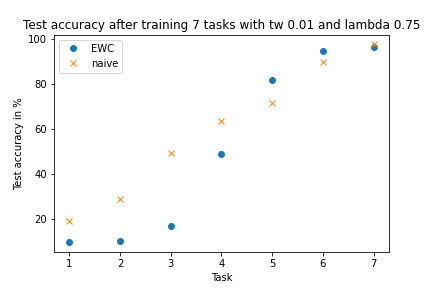 Test accuracy after training 7 tasks with tw 0.01 and lambda 0.75
EWC
naive
Test accuracy in %
100
80
60
40
20
1 2 3 4 5 6 7
Task